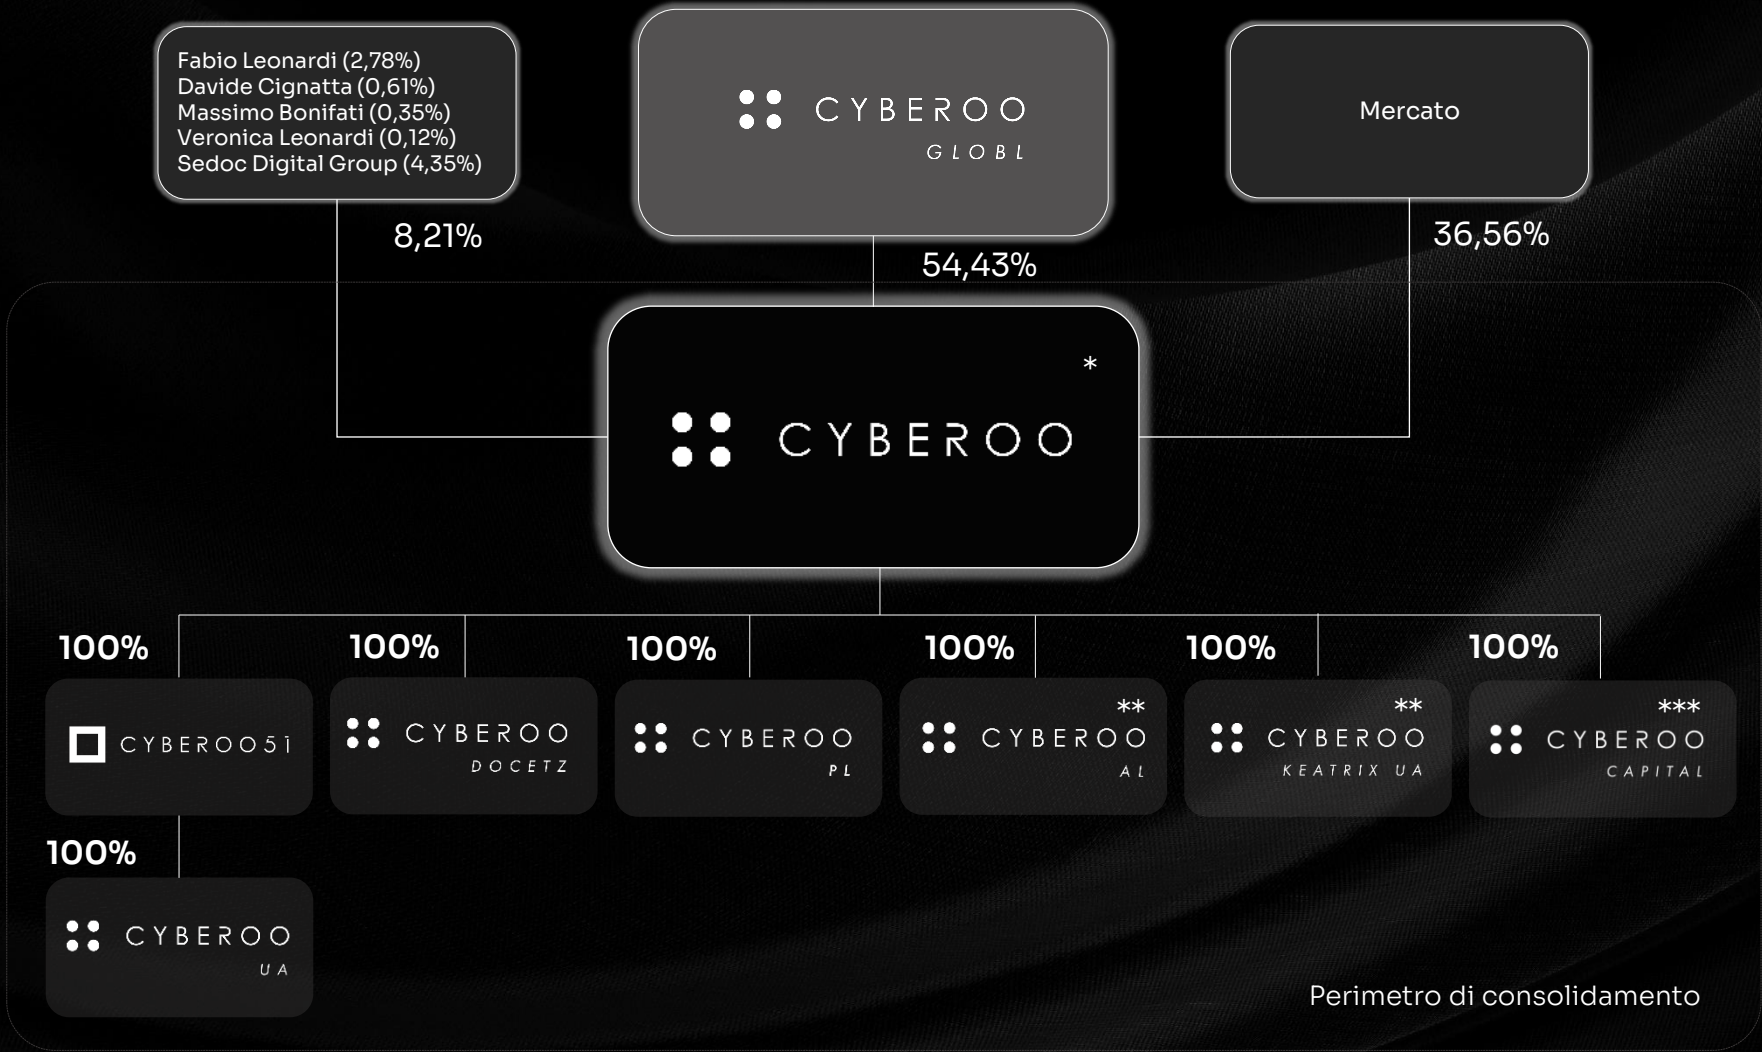 Fabio Leonardi (2,78%)
Davide Cignatta (0,61%)
Massimo Bonifati (0,35%)
Veronica Leonardi (0,12%)
Sedoc Digital Group (4,35%)
CYBEROO
GLOBL
Mercato
8,21%
54,43%
36,56%
*
CYBEROO
100%
100%
100%
100%
100%
100%
CYBEROO51
CYBEROO
DOCETZ
CYBEROO
PL
**
CYBEROO
AL
**
CYBEROO
KEATRIX UA
***
CYBEROO
CAPITAL
100%
CYBEROO
UA
Perimetro di consolidamento